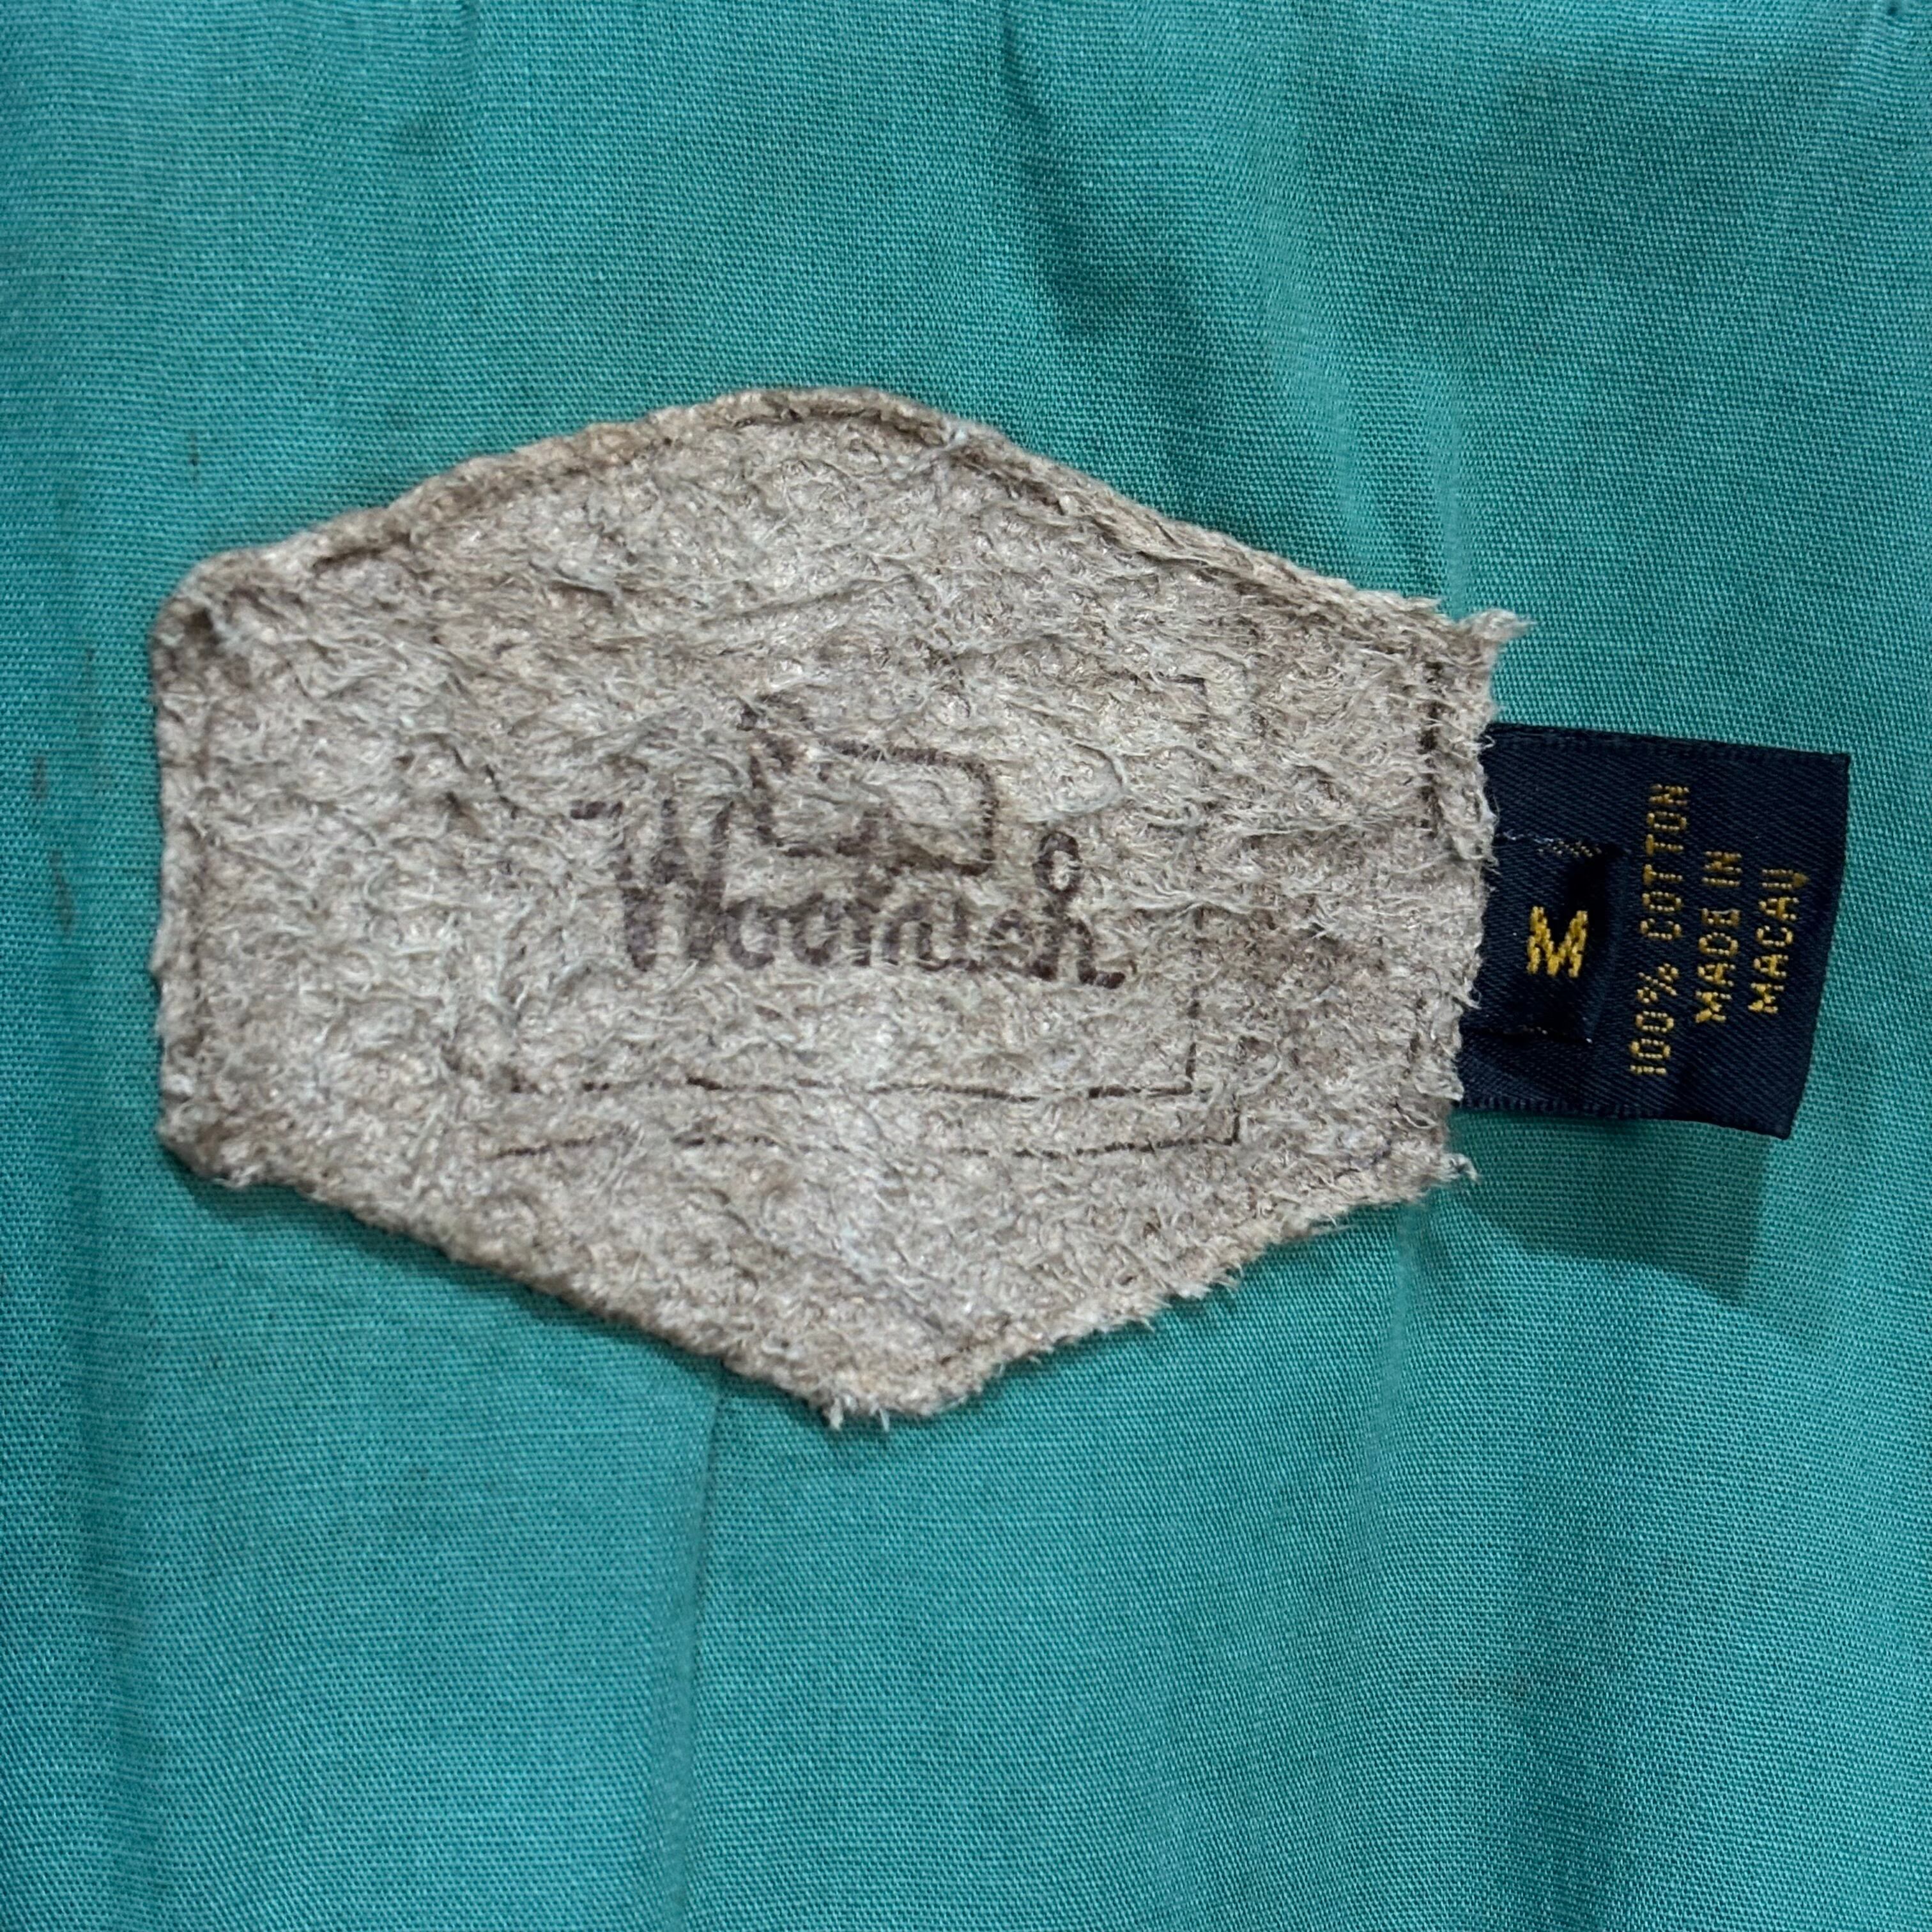 Woolrich
M
100% COTTON
MADE IN
MACAU